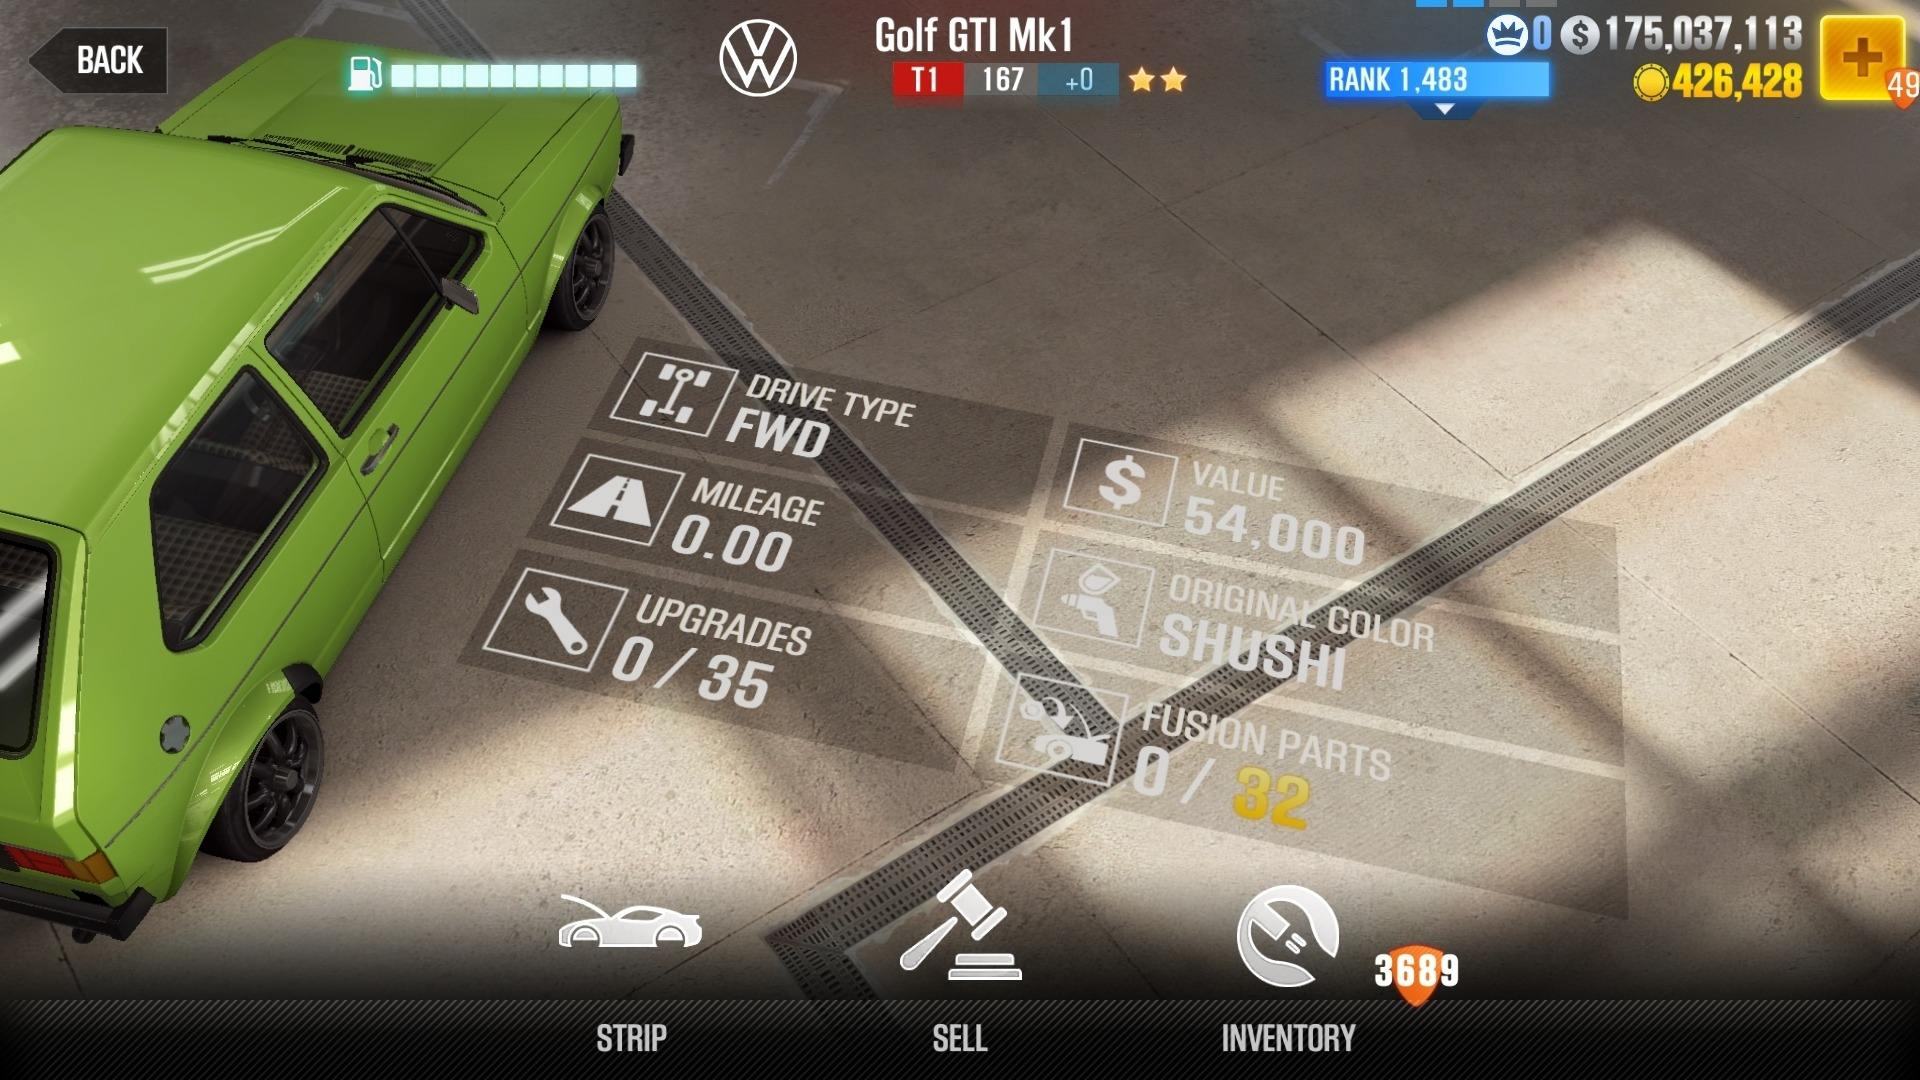 BACK
Golf GTI Mk1
T1 167 +0
RANK 1,483
0 $ 175,037,113
426,428
49
DRIVE TYPE
FWD
MILEAGE
0.00
UPGRADES
0 / 35
$ VALUE
54,000
ORIGINAL COLOR
SHUSHI
FUSION PARTS
0 / 32
3689
STRIP
SELL
INVENTORY